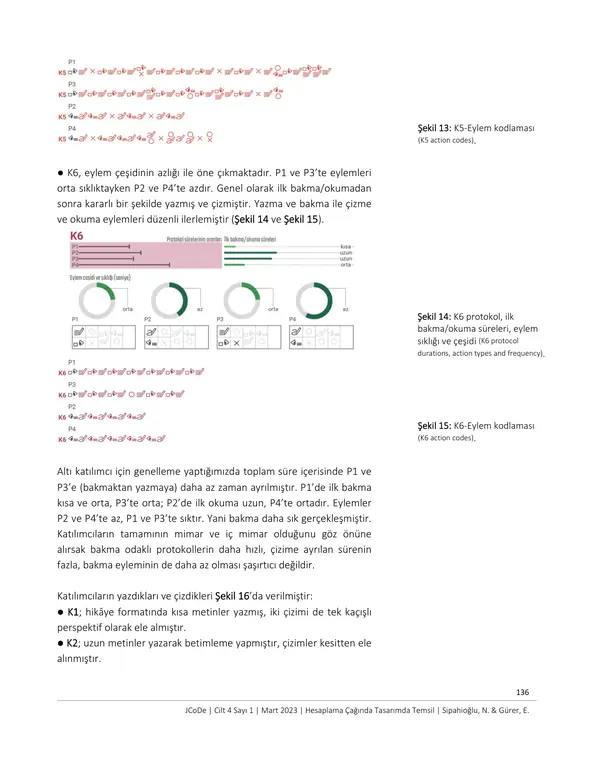 P1
K5
P3
K5
P2
K5
P4
K5
Şekil 13: K5-Eylem kodlaması
(K5 action codes).
● K6, eylem çeşidinin azlığı ile öne çıkmaktadır. P1 ve P3’te eylemleri
orta sıklıktayken P2 ve P4’te azdır. Genel olarak ilk bakma/okumadan
sonra kararlı bir şekilde yazmış ve çizmiştir. Yazma ve bakma ile çizme
ve okuma eylemleri düzenli ilerlemiştir (Şekil 14 ve Şekil 15).
K6
Protokol sürelerinin oranları
İlk bakma/okuma süreleri
P1
kısa
P2
uzun
P3
uzun
P4
orta
Eylem çeşidi ve sıklığı (saniye)
orta
az
orta
az
P1
P2
P3
P4
Şekil 14: K6 protokol, ilk
bakma/okuma süreleri, eylem
sıklığı ve çeşidi (K6 protocol
durations, action types and frequency).
P1
K6
P3
K6
P2
K6
P4
K6
Şekil 15: K6-Eylem kodlaması
(K6 action codes).
Altı katılımcı için genelleme yaptığımızda toplam süre içerisinde P1 ve
P3’e (bakmaktan yazmaya) daha az zaman ayrılmıştır. P1’de ilk bakma
kısa ve orta, P3’te orta; P2’de ilk okuma uzun, P4’te ortadır. Eylemler
P2 ve P4’te az, P1 ve P3’te sıktır. Yani bakma daha sık gerçekleşmiştir.
Katılımcıların tamamının mimar ve iç mimar olduğunu göz önüne
alırsak bakma odaklı protokollerin daha hızlı, çizime ayrılan sürenin
fazla, bakma eyleminin de daha az olması şaşırtıcı değildir.
Katılımcıların yazdıkları ve çizdikleri Şekil 16’da verilmiştir:
● K1; hikâye formatında kısa metinler yazmış, iki çizimi de tek kaçışlı
perspektif olarak ele almıştır.
● K2; uzun metinler yazarak betimleme yapmıştır, çizimler kesitten ele
alınmıştır.
136
JCoDe | Cilt 4 Sayı 1 | Mart 2023 | Hesaplama Çağında Tasarımda Temsil | Sipahioğlu, N. & Gürer, E.